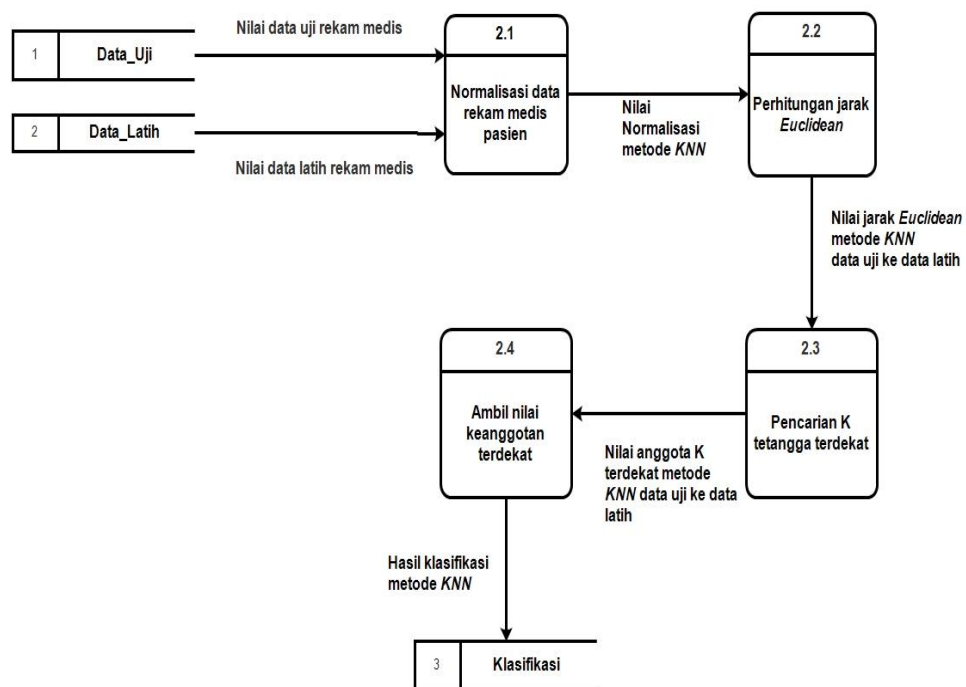 Nilai data uji rekam medis
1
Data_Uji
2
Data_Latih
Nilai data latih rekam medis
2.1
Normalisasi data
rekam medis
pasien
Nilai
Normalisasi
metode KNN
2.2
Perhitungan jarak
Euclidean
Nilai jarak Euclidean
metode KNN
data uji ke data latih
2.3
Pencarian K
tetangga terdekat
Nilai anggota K
terdekat metode
KNN data uji ke data
latih
2.4
Ambil nilai
keanggotan
terdekat
Hasil klasifikasi
metode KNN
3
Klasifikasi